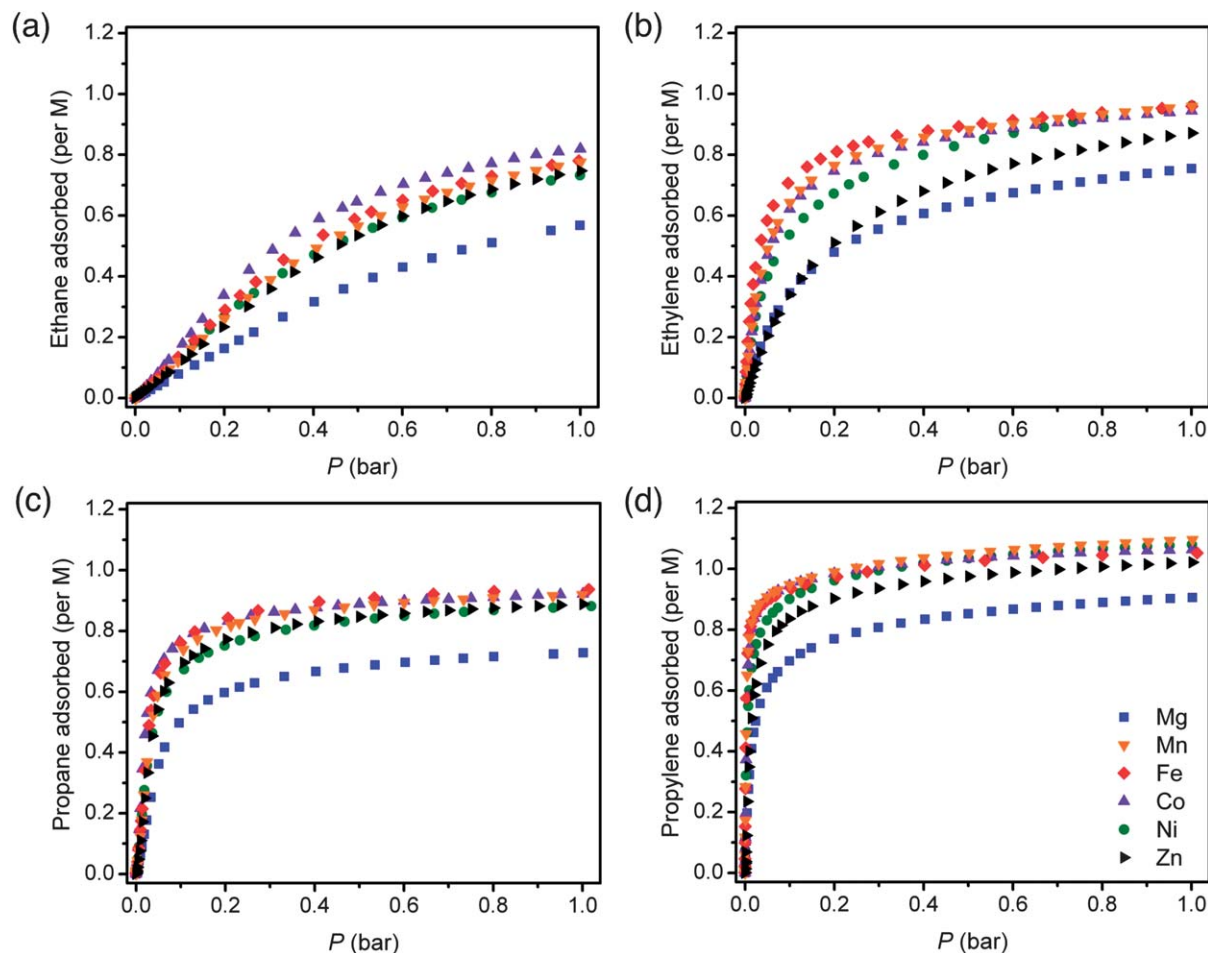 (a)
1.2
1.0
0.8
0.6
0.4
0.2
0.0
Ethane adsorbed (per M)
0.0 0.2 0.4 0.6 0.8 1.0
P (bar)
(b)
1.2
1.0
0.8
0.6
0.4
0.2
0.0
Ethylene adsorbed (per M)
0.0 0.2 0.4 0.6 0.8 1.0
P (bar)
(c)
1.2
1.0
0.8
0.6
0.4
0.2
0.0
Propane adsorbed (per M)
0.0 0.2 0.4 0.6 0.8 1.0
P (bar)
(d)
1.2
1.0
0.8
0.6
0.4
0.2
0.0
Propylene adsorbed (per M)
Mg
Mn
Fe
Co
Ni
Zn
0.0 0.2 0.4 0.6 0.8 1.0
P (bar)